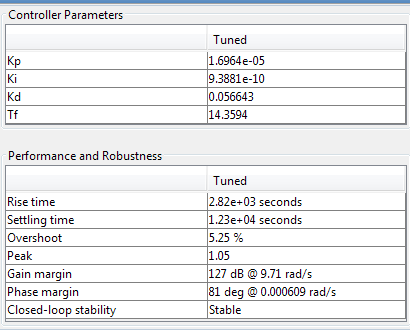 Controller Parameters
Tuned
Kp 1.6964e-05
Ki 9.3881e-10
Kd 0.056643
Tf 14.3594
Performance and Robustness
Tuned
Rise time 2.82e+03 seconds
Settling time 1.23e+04 seconds
Overshoot 5.25 %
Peak 1.05
Gain margin 127 dB @ 9.71 rad/s
Phase margin 81 deg @ 0.000609 rad/s
Closed-loop stability Stable